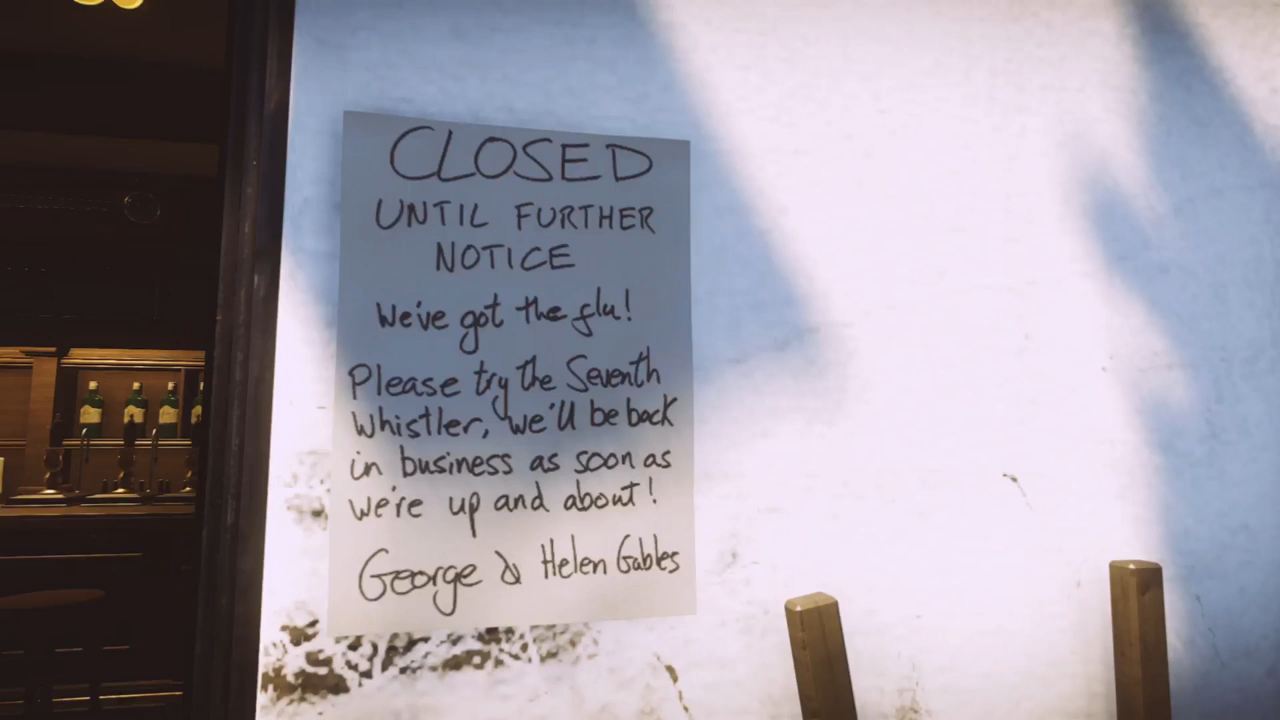 CLOSED
UNTIL FURTHER
NOTICE
We've got the flu!
Please try the Seventh
Whistler, we'll be back
in business as soon as
we're up and about!
George & Helen Gables